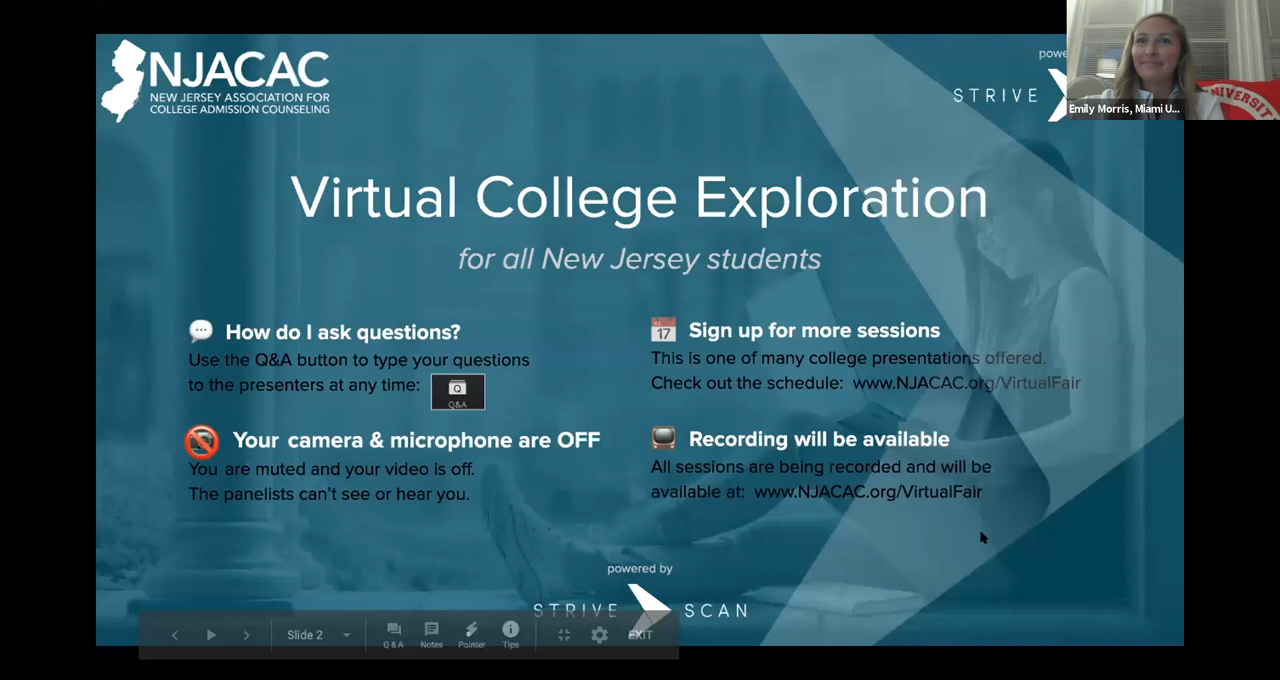 NJACAC
NEW JERSEY ASSOCIATION FOR
COLLEGE ADMISSION COUNSELING
STRIVE
Emily Morris, Miami U...
NIVERSITY
Virtual College Exploration
for all New Jersey students
How do I ask questions?
Use the Q&A button to type your questions
to the presenters at any time:
Q
Q&A
Your camera & microphone are OFF
You are muted and your video is off.
The panelists can't see or hear you.
17
Sign up for more sessions
This is one of many college presentations offered.
Check out the schedule: www.NJACAC.org/VirtualFair
Recording will be available
All sessions are being recorded and will be
available at: www.NJACAC.org/VirtualFair
powered by
STRIVE SCAN
Slide 2
Q&A Notes Pointer Tips
EXIT